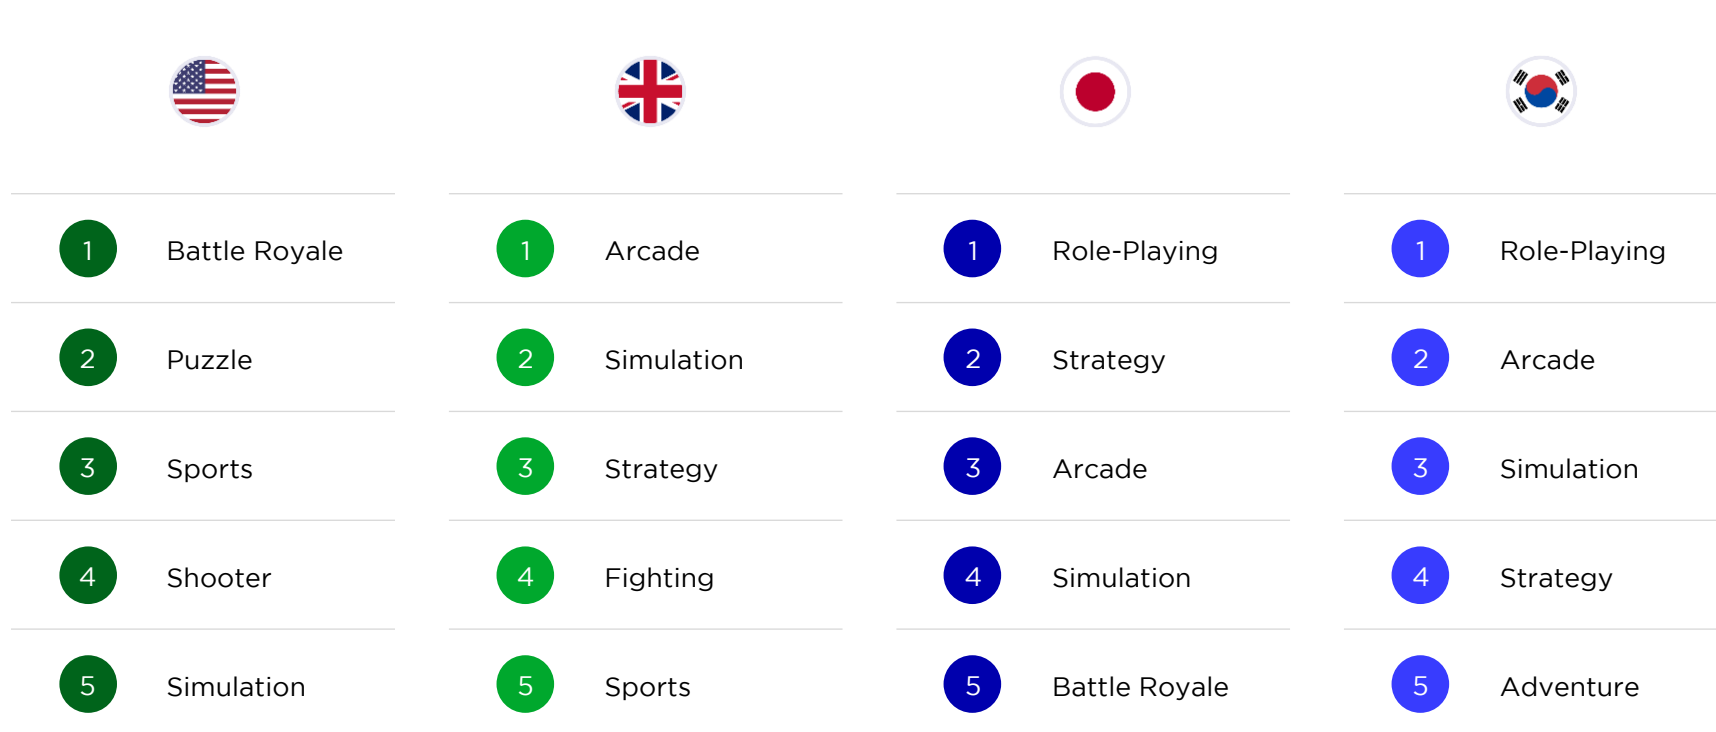 1 Battle Royale
2 Puzzle
3 Sports
4 Shooter
5 Simulation
1 Arcade
2 Simulation
3 Strategy
4 Fighting
5 Sports
1 Role-Playing
2 Strategy
3 Arcade
4 Simulation
5 Battle Royale
1 Role-Playing
2 Arcade
3 Simulation
4 Strategy
5 Adventure